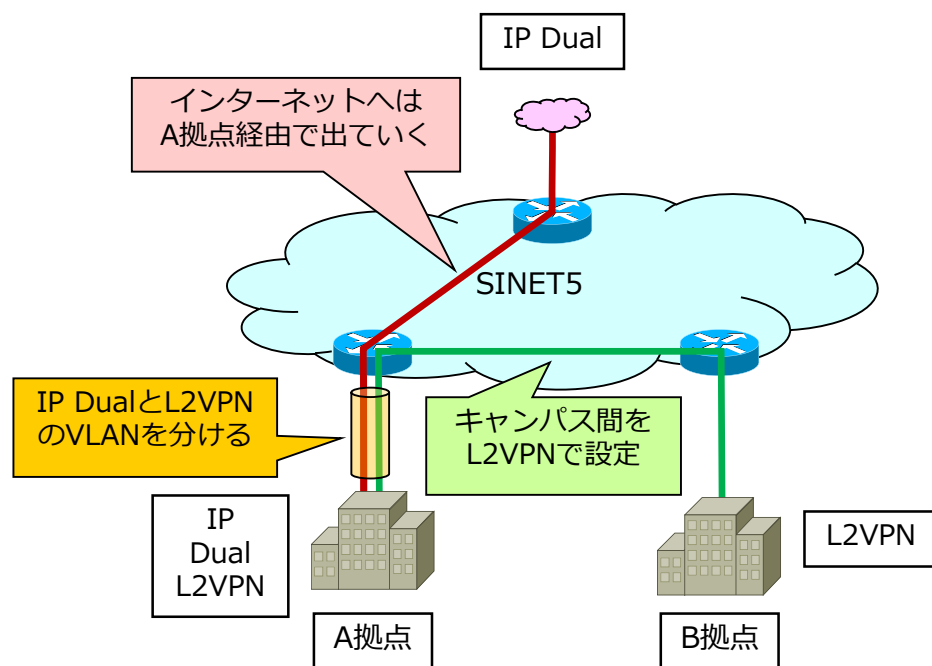 IP Dual
インターネットへは
A拠点経由で出ていく
SINET5
IP DualとL2VPN
のVLANを分ける
キャンパス間を
L2VPNで設定
IP
Dual
L2VPN
L2VPN
A拠点
B拠点